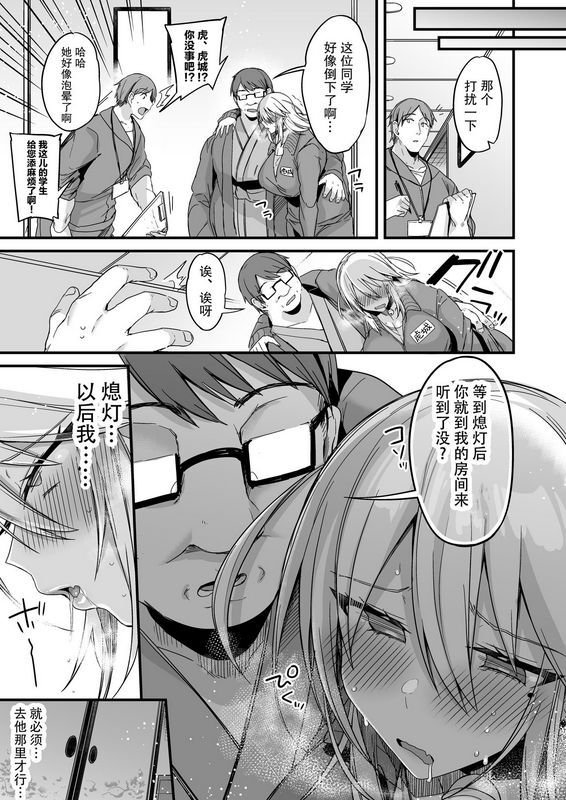 那个
打扰一下
这位同学
好像倒下了啊…
虎、虎城!?
你没事吧!?
哈哈
她好像泡晕了啊
我这儿的学生
给您添麻烦了啊!
诶、诶呀
虎城
等到熄灯后
你就到我的房间来
听到了没?
熄灯…
以后我……
ぴくっ
就必须…
去他那里才行…